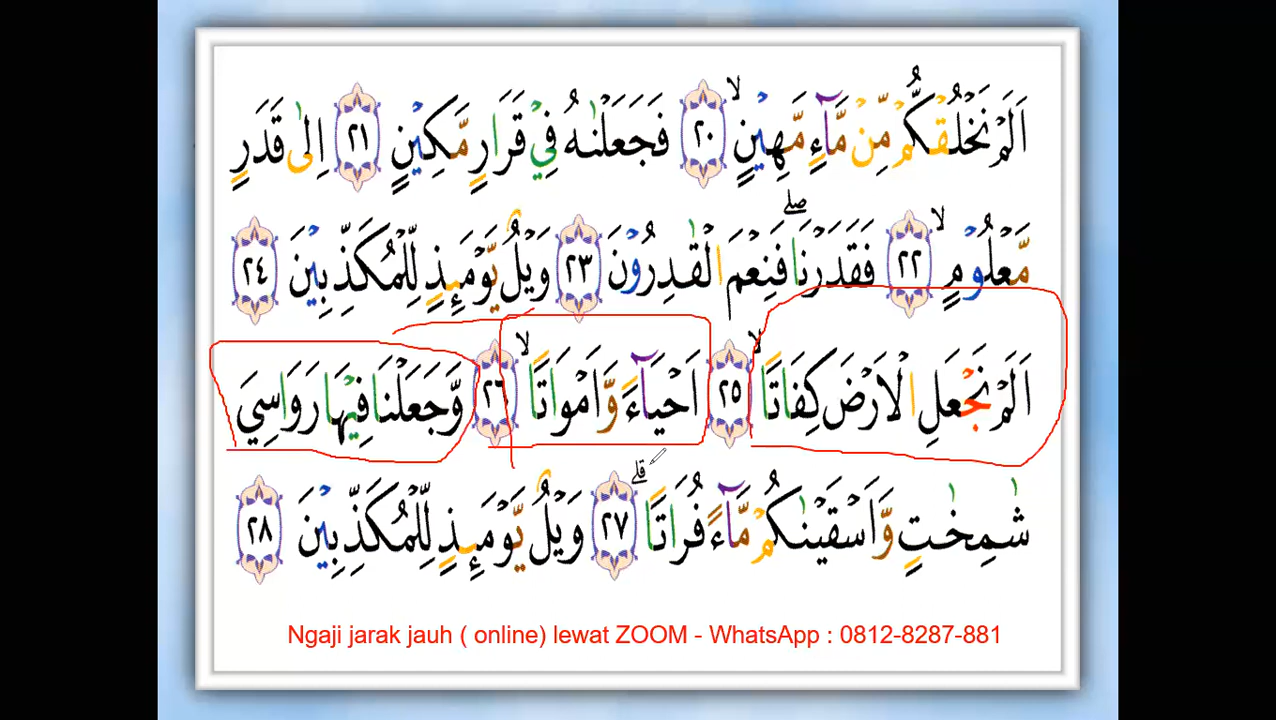 اَلَمْ نَخْلُقْكُّمْ مِّنْ مَّاۤءٍ مَّهِيْنٍۙ ٢٠ فَجَعَلْنٰهُ فِيْ قَرَارٍ مَّكِيْنٍ ٢١ اِلٰى قَدَرٍ
مَّعْلُوْمٍۙ ٢٢ فَقَدَرْنَاۖ فَنِعْمَ الْقٰدِرُوْنَ ٢٣ وَيْلٌ يَّوْمَىِٕذٍ لِّلْمُكَذِّبِيْنَ ٢٤
اَلَمْ نَجْعَلِ الْاَرْضَ كِفَاتًاۙ ٢٥ اَحْيَاۤءً وَّاَمْوَاتًاۙ ٢٦ وَّجَعَلْنَا فِيْهَا رَوَاسِيَ
شٰمِخٰتٍ وَّاَسْقَيْنٰكُمْ مَّاۤءً فُرَاتًاۗ ٢٧ وَيْلٌ يَّوْمَىِٕذٍ لِّلْمُكَذِّبِيْنَ ٢٨
Ngaji jarak jauh ( online) lewat ZOOM - WhatsApp : 0812-8287-881